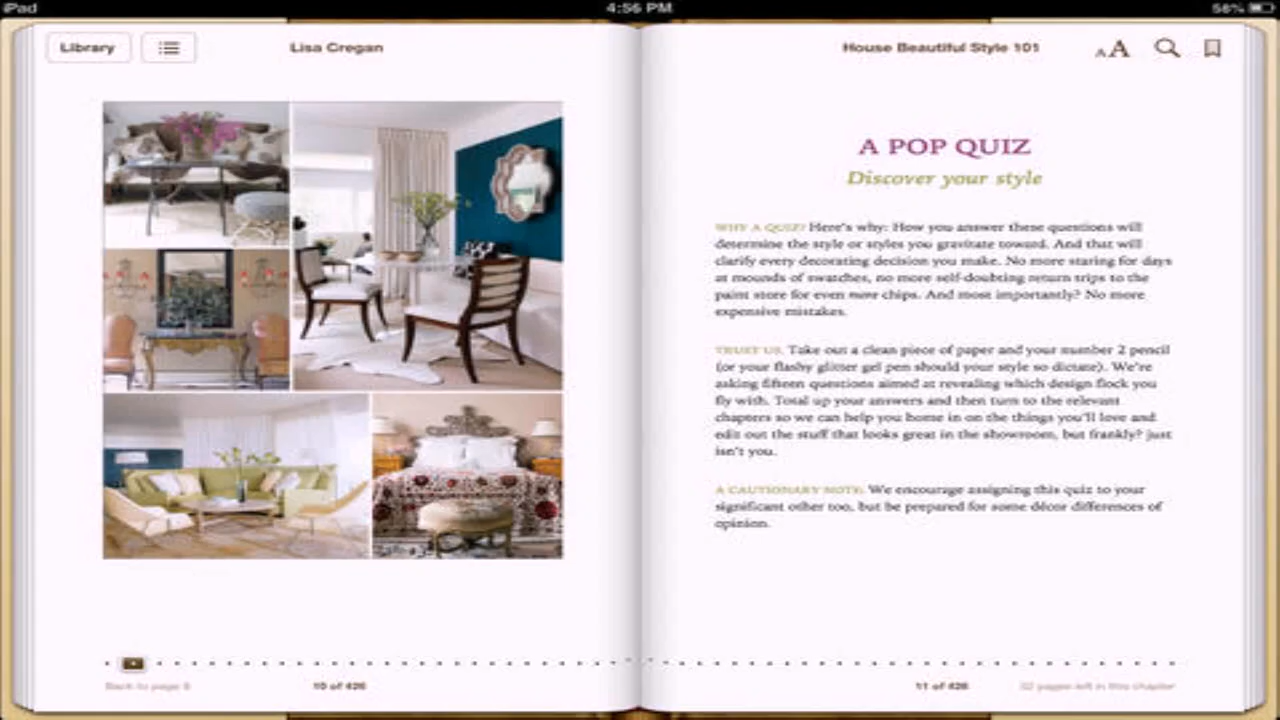 iPad
4:56 PM
56%
Library
Lisa Cregan
House Beautiful Style 101
AA
A POP QUIZ
Discover your style
WHY A QUIZ? Here's why: How you answer these questions will
determine the style or styles you gravitate toward. And that will
clarify every decorating decision you make. No more staring for days
at mounds of swatches, no more self-doubting return trips to the
paint store for even more chips. And most importantly? No more
expensive mistakes.
TRUST US. Take out a clean piece of paper and your number 2 pencil
(or your flashy glitter gel pen should your style so dictate). We're
asking fifteen questions aimed at revealing which design flock you
fly with. Total up your answers and then turn to the relevant
chapters so we can help you home in on the things you'll love and
edit out the stuff that looks great in the showroom, but frankly? just
isn't you.
A CAUTIONARY NOTE: We encourage assigning this quiz to your
significant other too, but be prepared for some décor differences of
opinion.
Back to page
10 of 426
11 of 426
pages left in this chapter